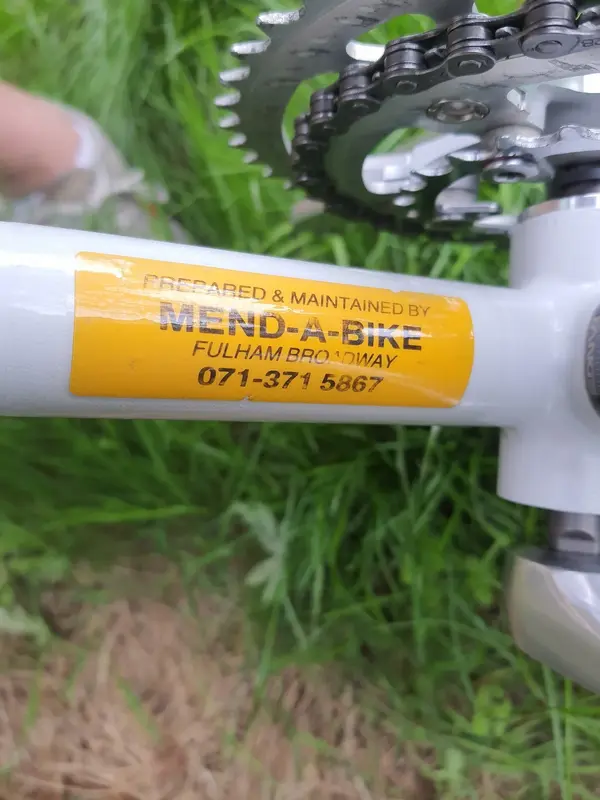 PREPARED & MAINTAINED BY
MEND-A-BIKE
FULHAM BROADWAY
071-371 5867